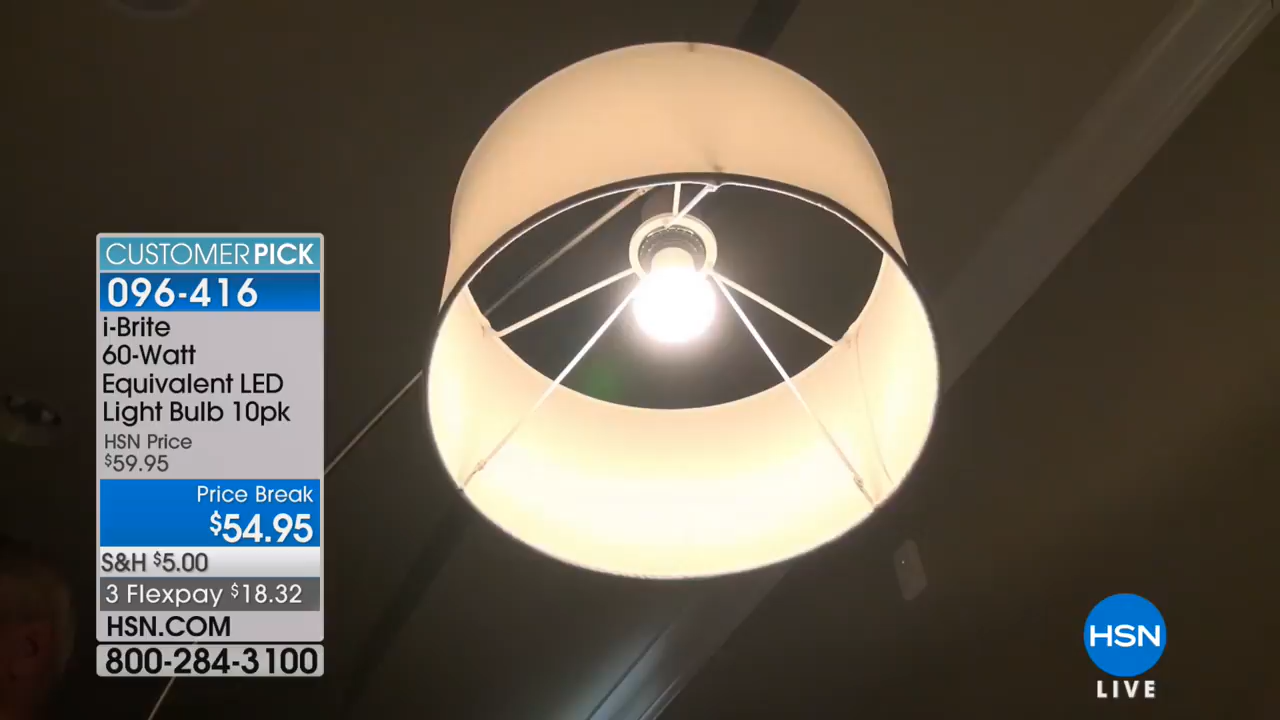 CUSTOMERPICK
096-416
i-Brite
60-Watt
Equivalent LED
Light Bulb 10pk
HSN Price
$59.95
Price Break
$54.95
S&H $5.00
3 Flexpay $18.32
HSN.COM
800-284-3100
HSN
LIVE